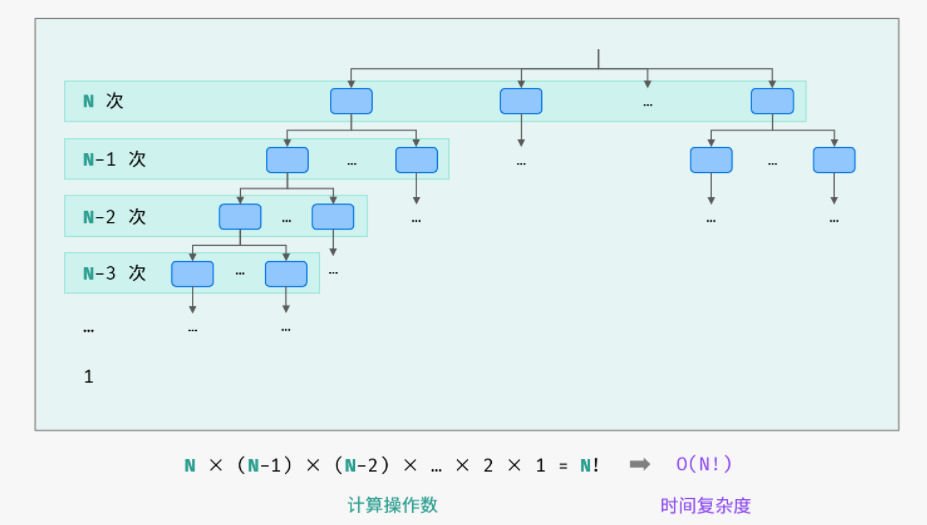 …
N 次
N-1 次 … …
… …
N-2 次 … … … …
N-3 次 … …
… … …
1
N × (N-1) × (N-2) × … × 2 × 1 = N! ➡ O(N!)
计算操作数 时间复杂度